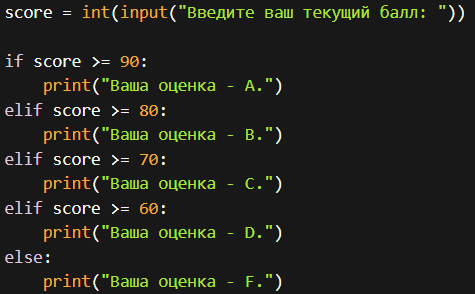 score = int(input("Введите ваш текущий балл: "))
if score >= 90:
    print("Ваша оценка - A.")
elif score >= 80:
    print("Ваша оценка - B.")
elif score >= 70:
    print("Ваша оценка - C.")
elif score >= 60:
    print("Ваша оценка - D.")
else:
    print("Ваша оценка - F.")